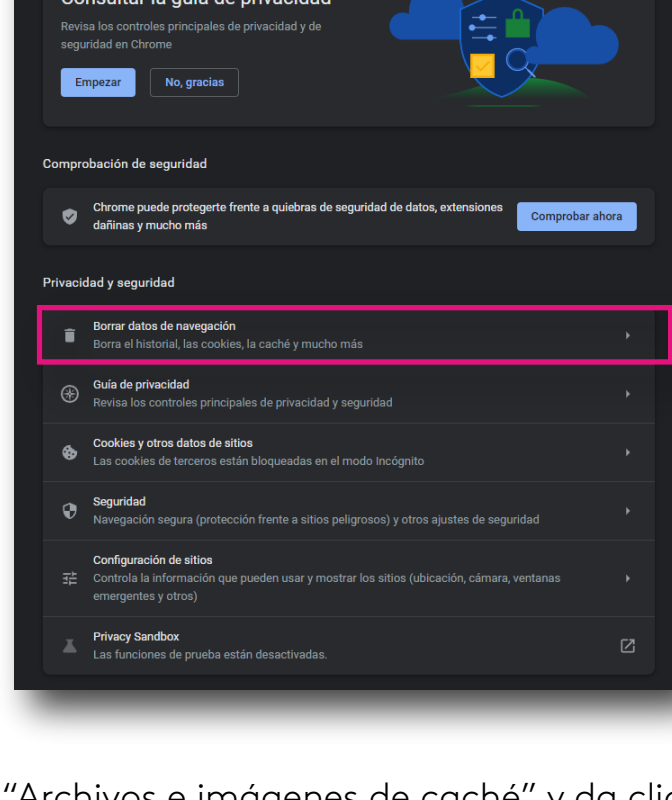 Consultar la guía de privacidad
Revisa los controles principales de privacidad y de
seguridad en Chrome
Empezar
No, gracias
Comprobación de seguridad
Chrome puede protegerte frente a quiebras de seguridad de datos, extensiones
dañinas y mucho más
Comprobar ahora
Privacidad y seguridad
Borrar datos de navegación
Borra el historial, las cookies, la caché y mucho más
Guía de privacidad
Revisa los controles principales de privacidad y seguridad
Cookies y otros datos de sitios
Las cookies de terceros están bloqueadas en el modo Incógnito
Seguridad
Navegación segura (protección frente a sitios peligrosos) y otros ajustes de seguridad
Configuración de sitios
Controla la información que pueden usar y mostrar los sitios (ubicación, cámara, ventanas
emergentes y otros)
Privacy Sandbox
Las funciones de prueba están desactivadas.
“Archivos e imágenes de caché” y da clic